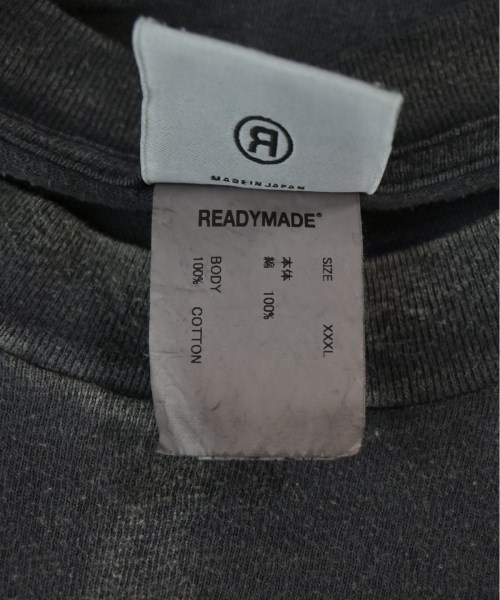 R
MADE IN JAPAN
READYMADE®
SIZE XXXL
本体
綿 100%
BODY
100% COTTON